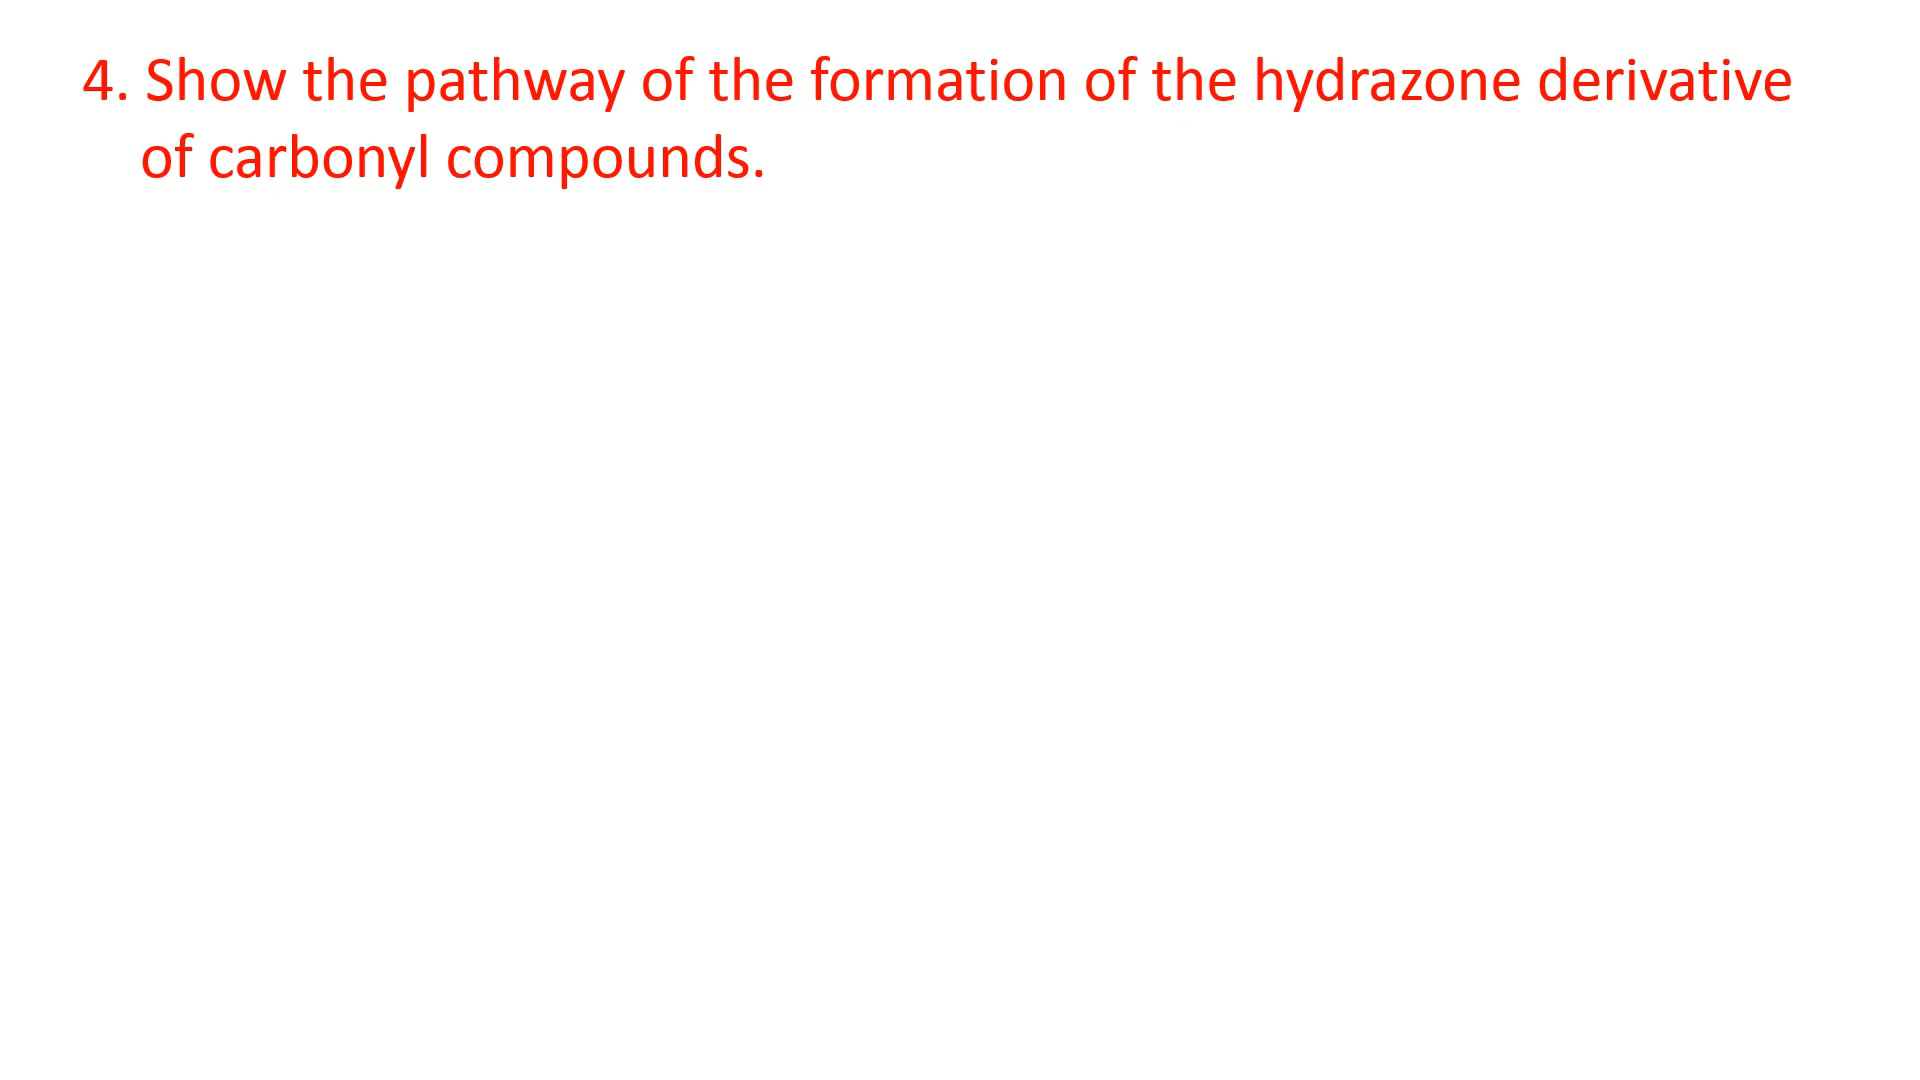 4. Show the pathway of the formation of the hydrazone derivative
of carbonyl compounds.